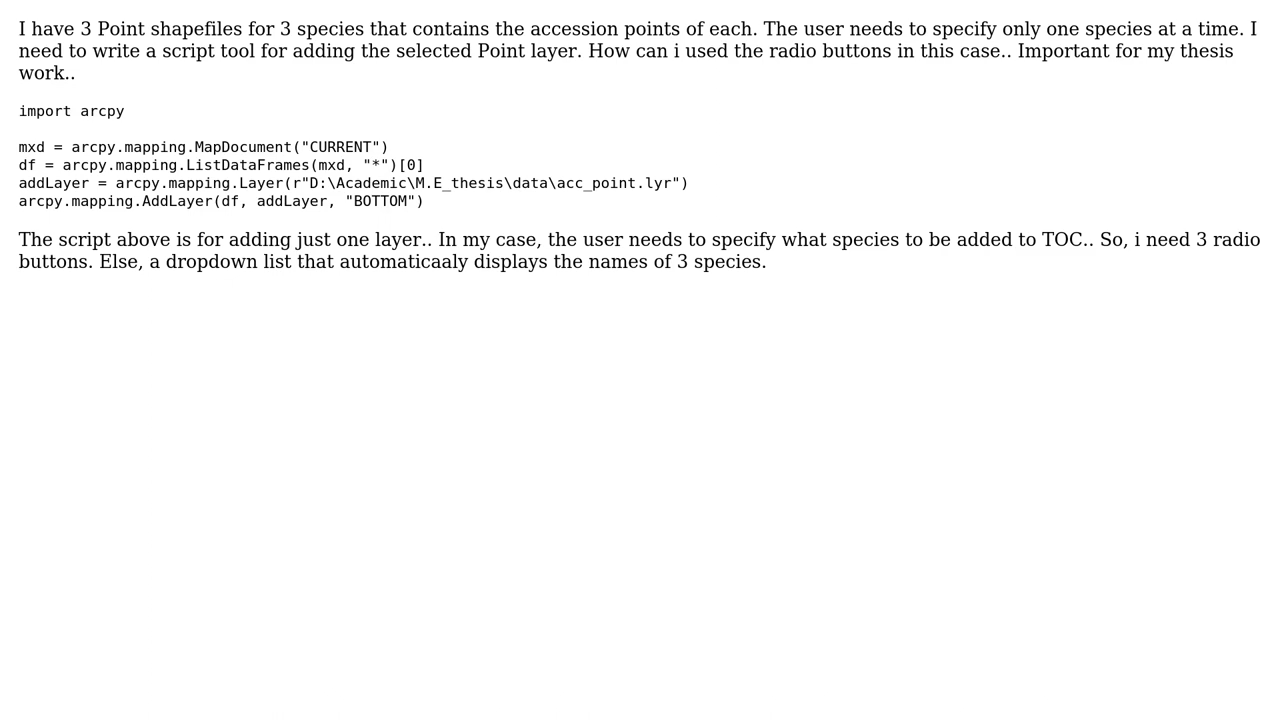 I have 3 Point shapefiles for 3 species that contains the accession points of each. The user needs to specify only one species at a time. I
need to write a script tool for adding the selected Point layer. How can i used the radio buttons in this case.. Important for my thesis
work..
import arcpy
mxd = arcpy.mapping.MapDocument("CURRENT")
df = arcpy.mapping.ListDataFrames(mxd, "*")[0]
addLayer = arcpy.mapping.Layer(r"D:\Academic\M.E_thesis\data\acc_point.lyr")
arcpy.mapping.AddLayer(df, addLayer, "BOTTOM")
The script above is for adding just one layer.. In my case, the user needs to specify what species to be added to TOC.. So, i need 3 radio
buttons. Else, a dropdown list that automaticaaly displays the names of 3 species.